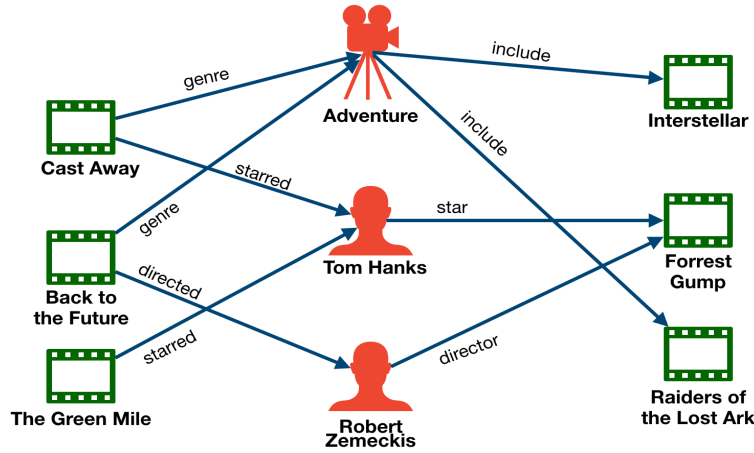 include
genre
Adventure
Interstellar
include
Cast Away
starred
star
genre
Tom Hanks
Forrest
Gump
directed
Back to
the Future
starred
director
The Green Mile
Robert
Zemeckis
Raiders of
the Lost Ark